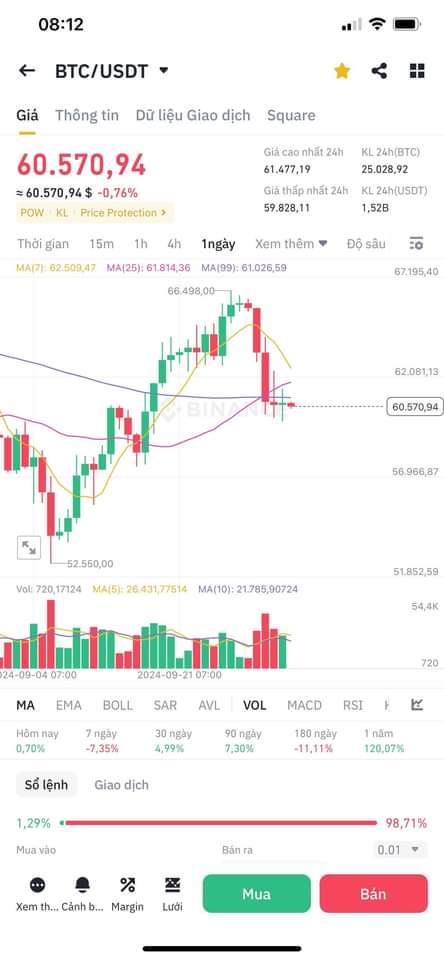 08:12
BTC/USDT
Giá Thông tin Dữ liệu Giao dịch Square
60.570,94
≈ 60.570,94 $ -0,76%
POW · KL · Price Protection >
Giá cao nhất 24h KL 24h(BTC)
61.477,19 25.028,92
Giá thấp nhất 24h KL 24h(USDT)
59.828,11 1,52B
Thời gian 15m 1h 4h 1ngày Xem thêm Độ sâu
MA(7): 62.509,47 MA(25): 61.814,36 MA(99): 61.026,59
67.195,40
66.498,00
62.081,13
60.570,94
BINAN
56.966,87
52.550,00
51.852,59
Vol: 720,17124 MA(5): 26.431,77514 MA(10): 21.785,90724
54,4K
720
024-09-04 07:00 2024-09-21 07:00
MA EMA BOLL SAR AVL VOL MACD RSI
Hôm nay 7 ngày 30 ngày 90 ngày 180 ngày 1 năm
0,70% -7,35% 4,99% 7,30% -11,11% 120,07%
Sổ lệnh Giao dịch
1,29% 98,71%
Mua vào Bán ra 0.01
Xem th... Cảnh b... Margin Lưới
Mua Bán